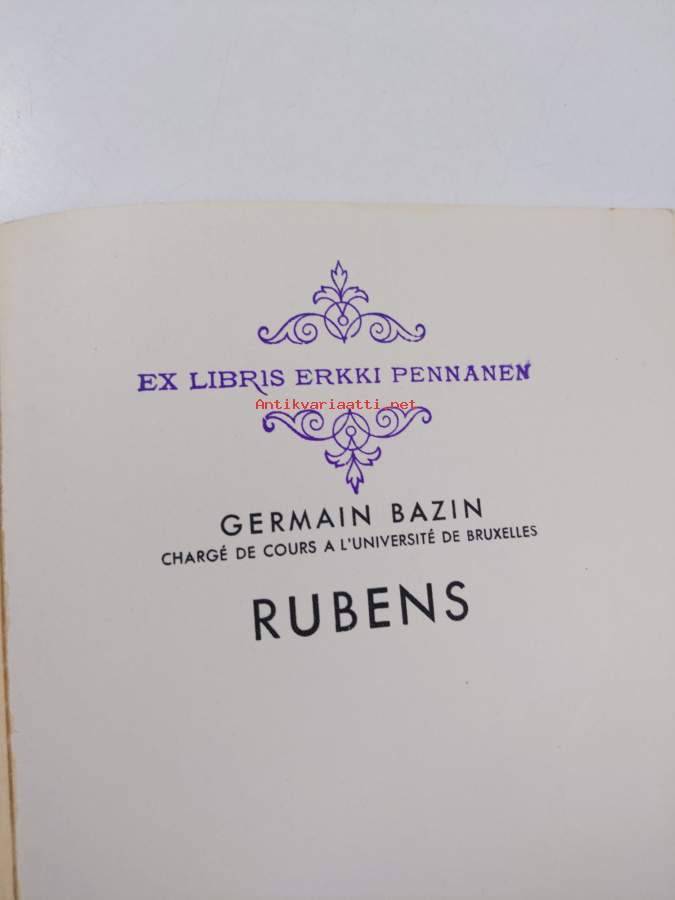 EX LIBRIS ERKKI PENNANEN
Antikvariaatti.net
GERMAIN BAZIN
CHARGÉ DE COURS A L'UNIVERSITÉ DE BRUXELLES
RUBENS